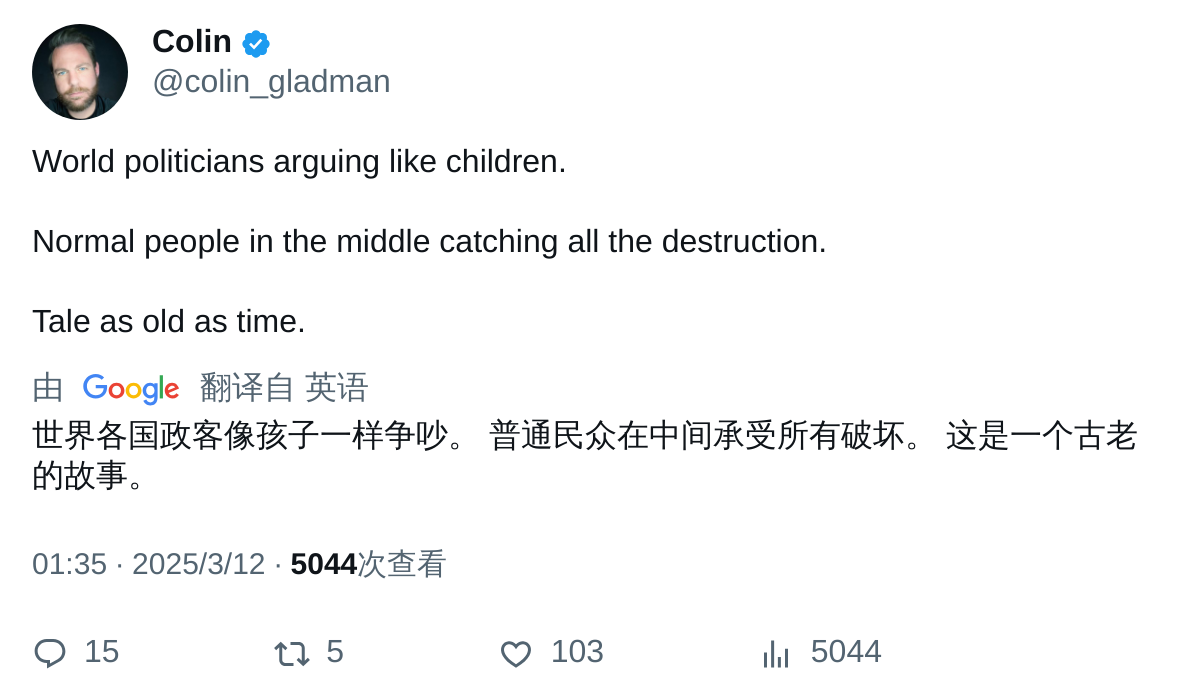 Colin
@colin_gladman
World politicians arguing like children.
Normal people in the middle catching all the destruction.
Tale as old as time.
由 Google 翻译自 英语
世界各国政客像孩子一样争吵。 普通民众在中间承受所有破坏。 这是一个古老
的故事。
01:35 · 2025/3/12 · 5044次查看
15 5 103 5044